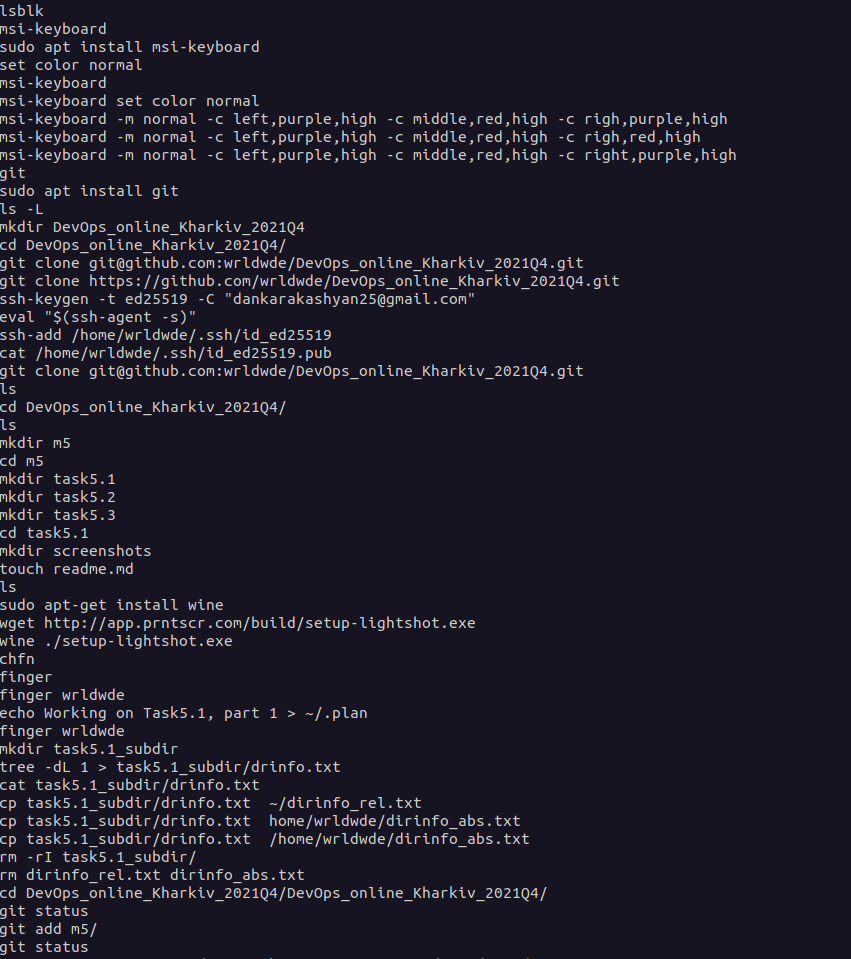 lsblk
msi-keyboard
sudo apt install msi-keyboard
set color normal
msi-keyboard
msi-keyboard set color normal
msi-keyboard -m normal -c left,purple,high -c middle,red,high -c righ,purple,high
msi-keyboard -m normal -c left,purple,high -c middle,red,high -c righ,red,high
msi-keyboard -m normal -c left,purple,high -c middle,red,high -c right,purple,high
git
sudo apt install git
ls -L
mkdir DevOps_online_Kharkiv_2021Q4
cd DevOps_online_Kharkiv_2021Q4/
git clone git@github.com:wrldwde/DevOps_online_Kharkiv_2021Q4.git
git clone https://github.com/wrldwde/DevOps_online_Kharkiv_2021Q4.git
ssh-keygen -t ed25519 -C "dankarakashyan25@gmail.com"
eval "$(ssh-agent -s)"
ssh-add /home/wrldwde/.ssh/id_ed25519
cat /home/wrldwde/.ssh/id_ed25519.pub
git clone git@github.com:wrldwde/DevOps_online_Kharkiv_2021Q4.git
ls
cd DevOps_online_Kharkiv_2021Q4/
ls
mkdir m5
cd m5
mkdir task5.1
mkdir task5.2
mkdir task5.3
cd task5.1
mkdir screenshots
touch readme.md
ls
sudo apt-get install wine
wget http://app.prntscr.com/build/setup-lightshot.exe
wine ./setup-lightshot.exe
chfn
finger
finger wrldwde
echo Working on Task5.1, part 1 > ~/.plan
finger wrldwde
mkdir task5.1_subdir
tree -dL 1 > task5.1_subdir/drinfo.txt
cat task5.1_subdir/drinfo.txt
cp task5.1_subdir/drinfo.txt  ~/dirinfo_rel.txt
cp task5.1_subdir/drinfo.txt  home/wrldwde/dirinfo_abs.txt
cp task5.1_subdir/drinfo.txt  /home/wrldwde/dirinfo_abs.txt
rm -rI task5.1_subdir/
rm dirinfo_rel.txt dirinfo_abs.txt
cd DevOps_online_Kharkiv_2021Q4/DevOps_online_Kharkiv_2021Q4/
git status
git add m5/
git status